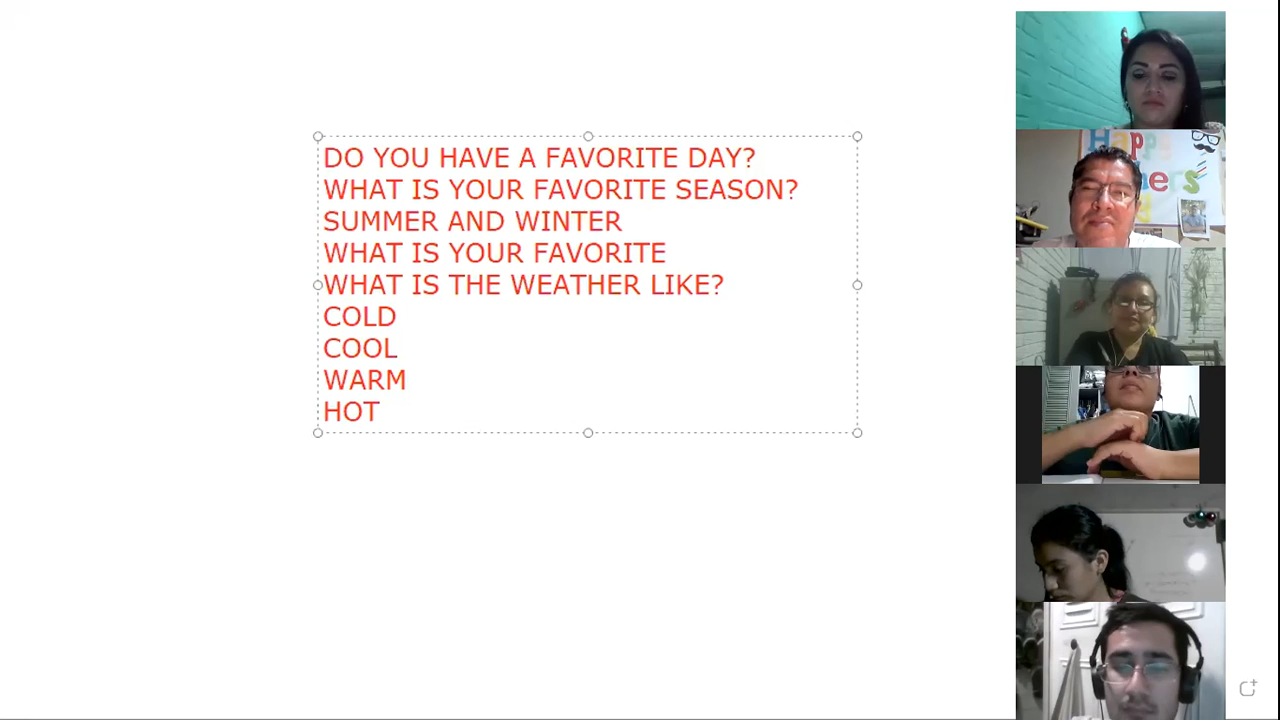 DO YOU HAVE A FAVORITE DAY?
WHAT IS YOUR FAVORITE SEASON?
SUMMER AND WINTER
WHAT IS YOUR FAVORITE
WHAT IS THE WEATHER LIKE?
COLD
COOL
WARM
HOT
Happy